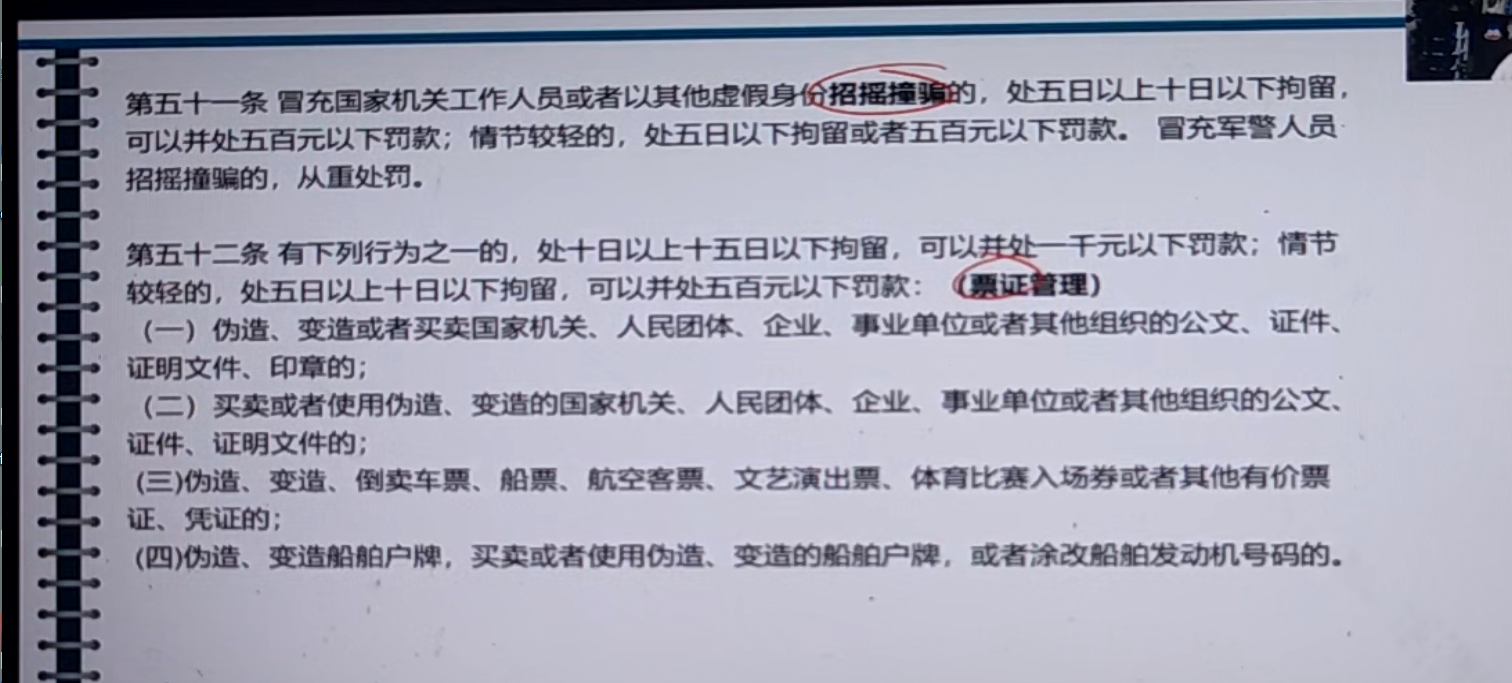 第五十一条 冒充国家机关工作人员或者以其他虚假身份招摇撞骗的，处五日以上十日以下拘留，
可以并处五百元以下罚款；情节较轻的，处五日以下拘留或者五百元以下罚款。 冒充军警人员
招摇撞骗的，从重处罚。
第五十二条 有下列行为之一的，处十日以上十五日以下拘留，可以并处一千元以下罚款；情节
较轻的，处五日以上十日以下拘留，可以并处五百元以下罚款： （票证管理）
（一）伪造、变造或者买卖国家机关、人民团体、企业、事业单位或者其他组织的公文、证件、
证明文件、印章的；
（二）买卖或者使用伪造、变造的国家机关、人民团体、企业、事业单位或者其他组织的公文、
证件、证明文件的；
(三)伪造、变造、倒卖车票、船票、航空客票、文艺演出票、体育比赛入场券或者其他有价票
证、凭证的；
(四)伪造、变造船舶户牌，买卖或者使用伪造、变造的船舶户牌，或者涂改船舶发动机号码的。